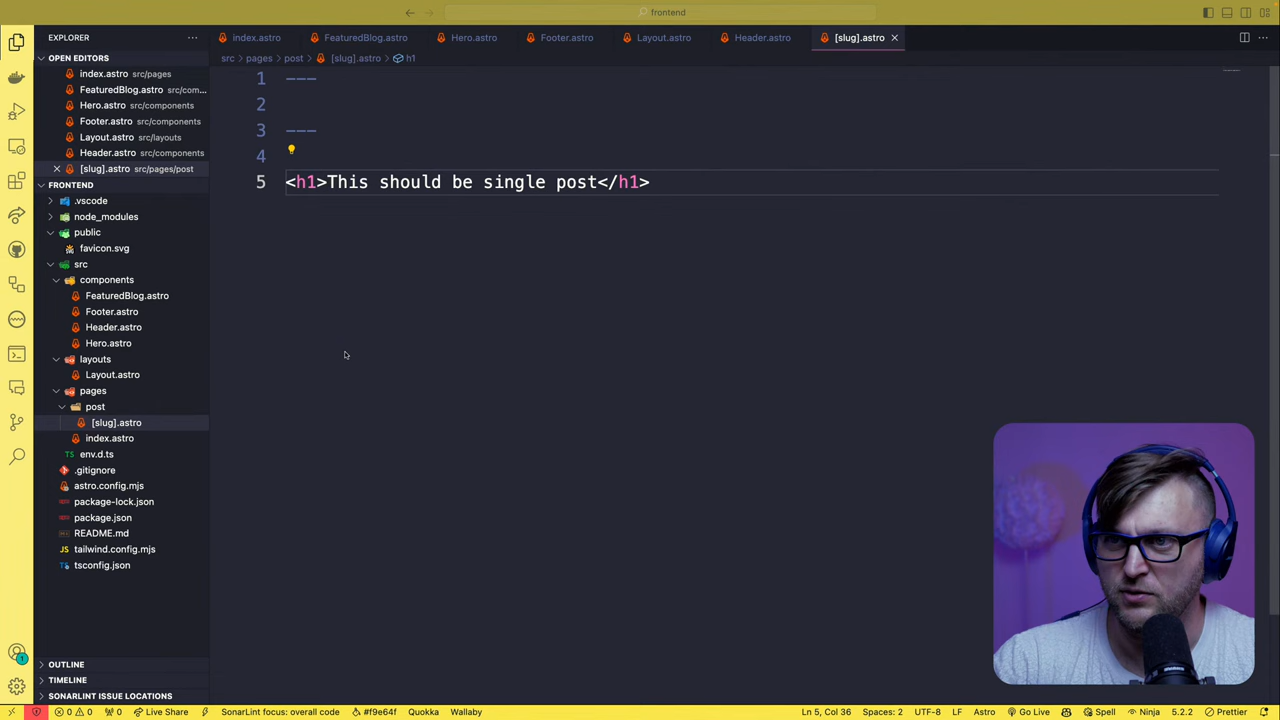 frontend
EXPLORER
index.astro
FeaturedBlog.astro
Hero.astro
Footer.astro
Layout.astro
Header.astro
[slug].astro
src
pages
post
[slug].astro
h1
OPEN EDITORS
index.astro src/pages
FeaturedBlog.astro src/com...
Hero.astro src/components
Footer.astro src/components
Layout.astro src/layouts
Header.astro src/components
[slug].astro src/pages/post
FRONTEND
.vscode
node_modules
public
favicon.svg
src
components
FeaturedBlog.astro
Footer.astro
Header.astro
Hero.astro
layouts
Layout.astro
pages
post
[slug].astro
index.astro
TS env.d.ts
.gitignore
astro.config.mjs
package-lock.json
package.json
README.md
JS tailwind.config.mjs
tsconfig.json
OUTLINE
TIMELINE
SONARLINT ISSUE LOCATIONS
1 ---
2
3 ---
4
5 <h1>This should be single post</h1>
1
0 0 0 Live Share SonarLint focus: overall code #f9e64f Quokka Wallaby Ln 5, Col 36 Spaces: 2 UTF-8 LF Astro Go Live Spell Ninja 5.2.2 Prettier